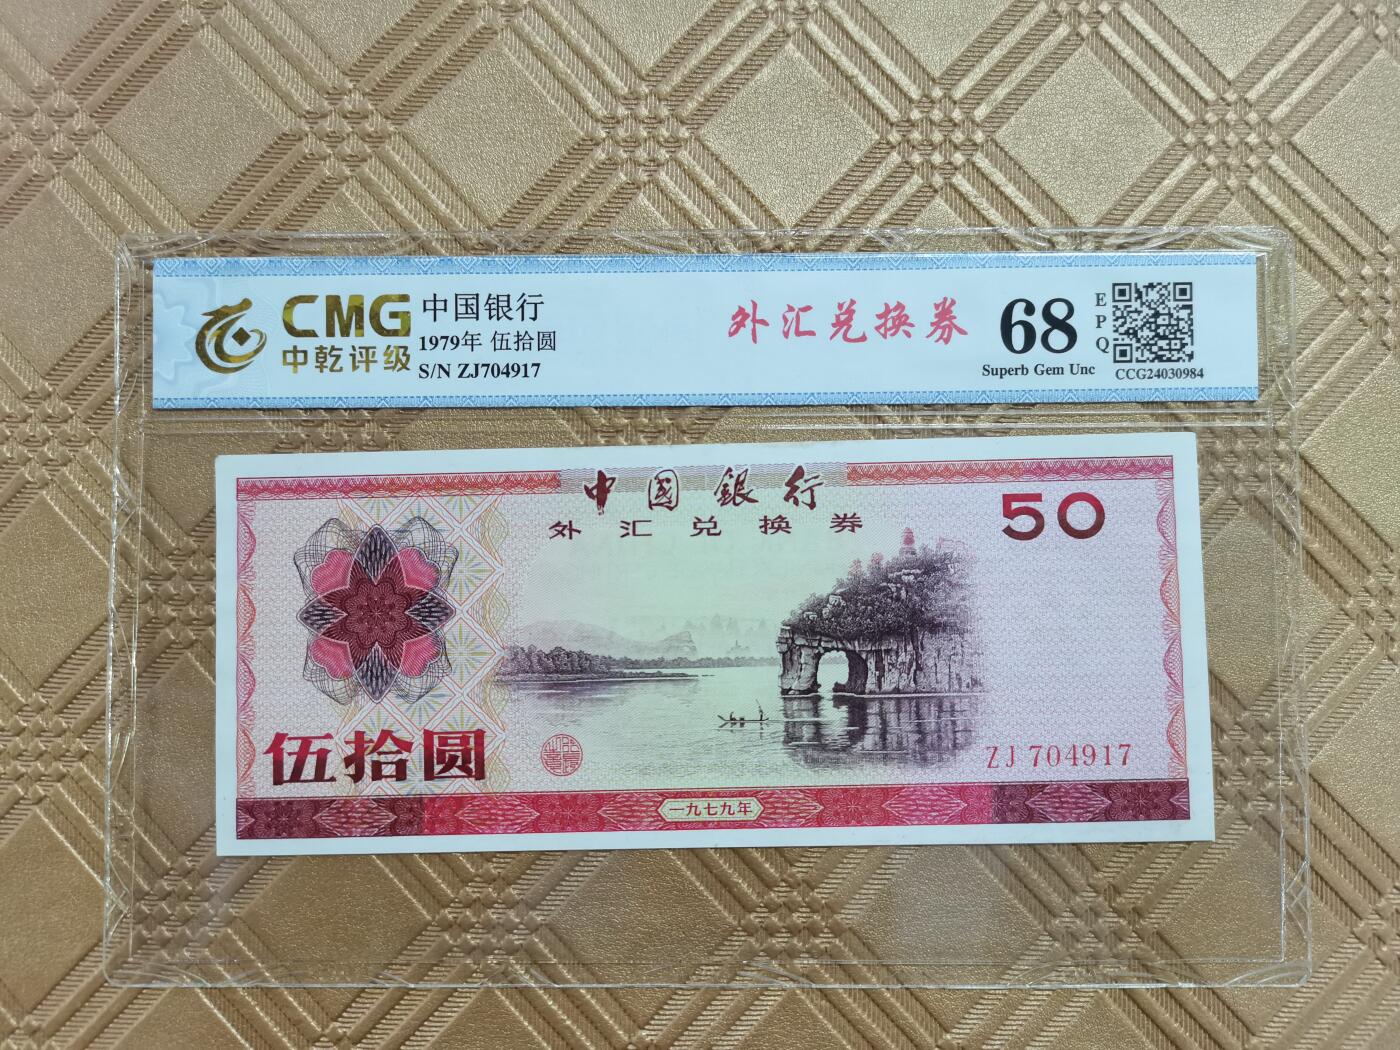 CMG
中乾评级
中国银行
1979年 伍拾圆
S/N ZJ704917
外汇兑换券
68
EPQ
Superb Gem Unc
CCG24030984
中國銀行
外汇兑换券
50
伍拾圆
ZJ 704917
一九七九年